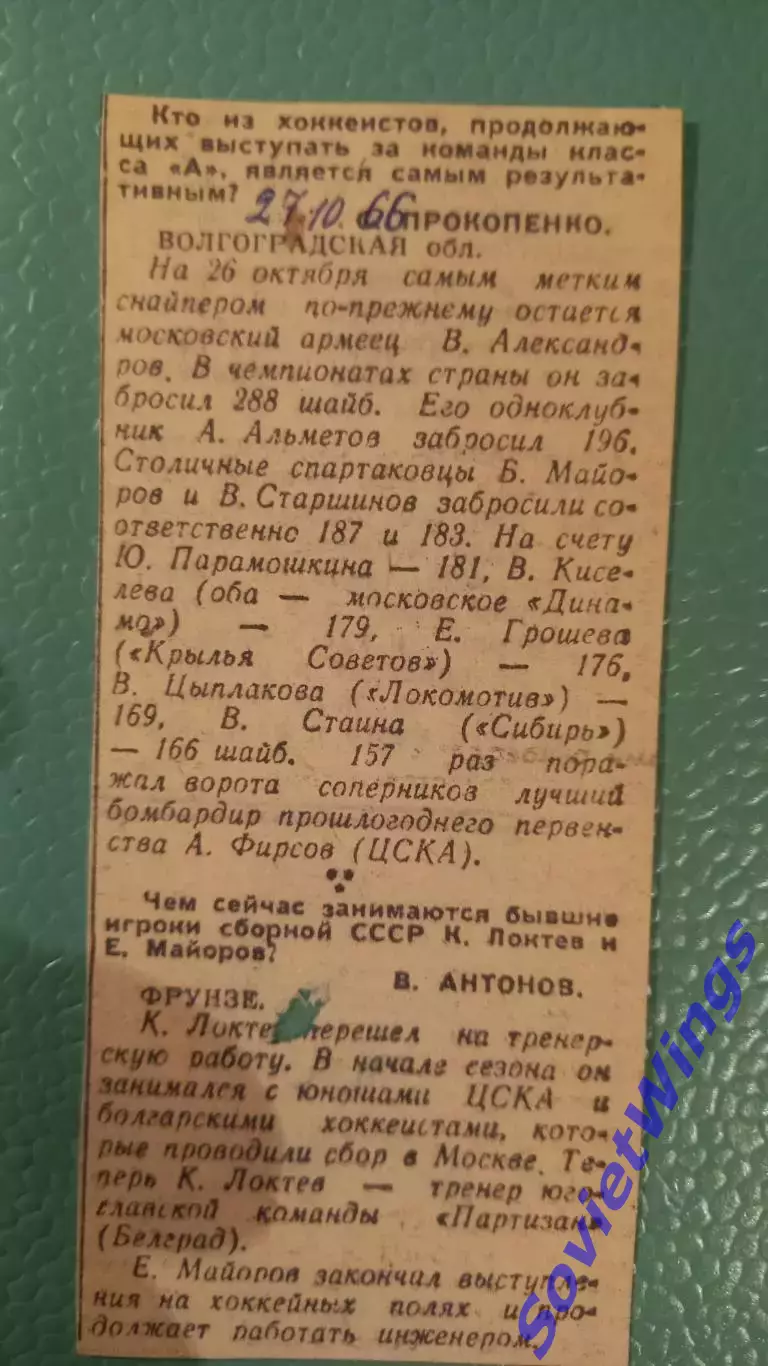 Кто из хоккеистов, продолжаю-
щих выступать за команды клас-
са «А», является самым результа-
тивным?
27.10.66
ПРОКОПЕНКО.
ВОЛГОГРАДСКАЯ обл.
На 26 октября самым метким
снайпером по-прежнему остается
московский армеец В. Александ-
ров. В чемпионатах страны он за-
бросил 288 шайб. Его одноклуб-
ник А. Альметов забросил 196.
Столичные спартаковцы Б. Майо-
ров и В. Старшинов забросили со-
ответственно 187 и 183. На счету
Ю. Парамошкина — 181, В. Кисе-
лева (оба — московское «Дина-
мо») — 179, Е. Грошева
(«Крылья Советов») — 176,
В. Цыплакова («Локомотив») —
169, В. Стаина («Сибирь»)
— 166 шайб. 157 раз пора-
жал ворота соперников лучший
бомбардир прошлогоднего первен-
ства А. Фирсов (ЦСКА).
Чем сейчас занимаются бывшие
игроки сборной СССР К. Локтев и
Е. Майоров?
В. АНТОНОВ.
ФРУНЗЕ.
К. Локтев перешел на тренер-
скую работу. В начале сезона он
занимался с юношами ЦСКА и
болгарскими хоккеистами, кото-
рые проводили сбор в Москве. Те-
перь К. Локтев — тренер юго-
славской команды «Партизан»
(Белград).
Е. Майоров закончил выступле-
ния на хоккейных полях и про-
должает работать инженером.
SovietWings